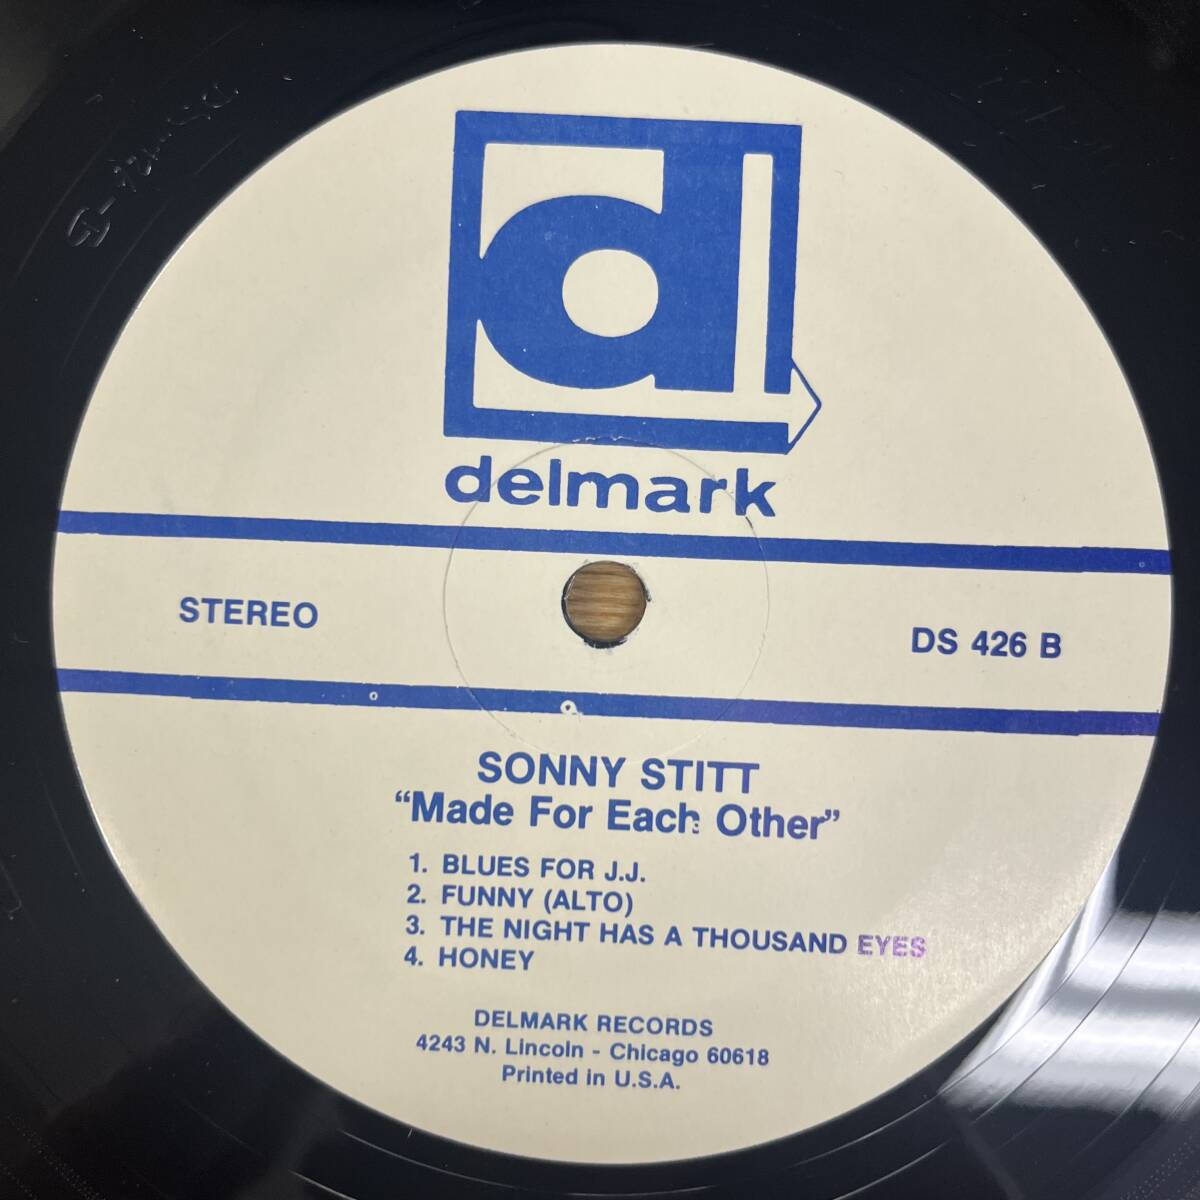 delmark
STEREO
DS 426 B
SONNY STITT
“Made For Each Other”
1. BLUES FOR J.J.
2. FUNNY (ALTO)
3. THE NIGHT HAS A THOUSAND EYES
4. HONEY
DELMARK RECORDS
4243 N. Lincoln - Chicago 60618
Printed in U.S.A.